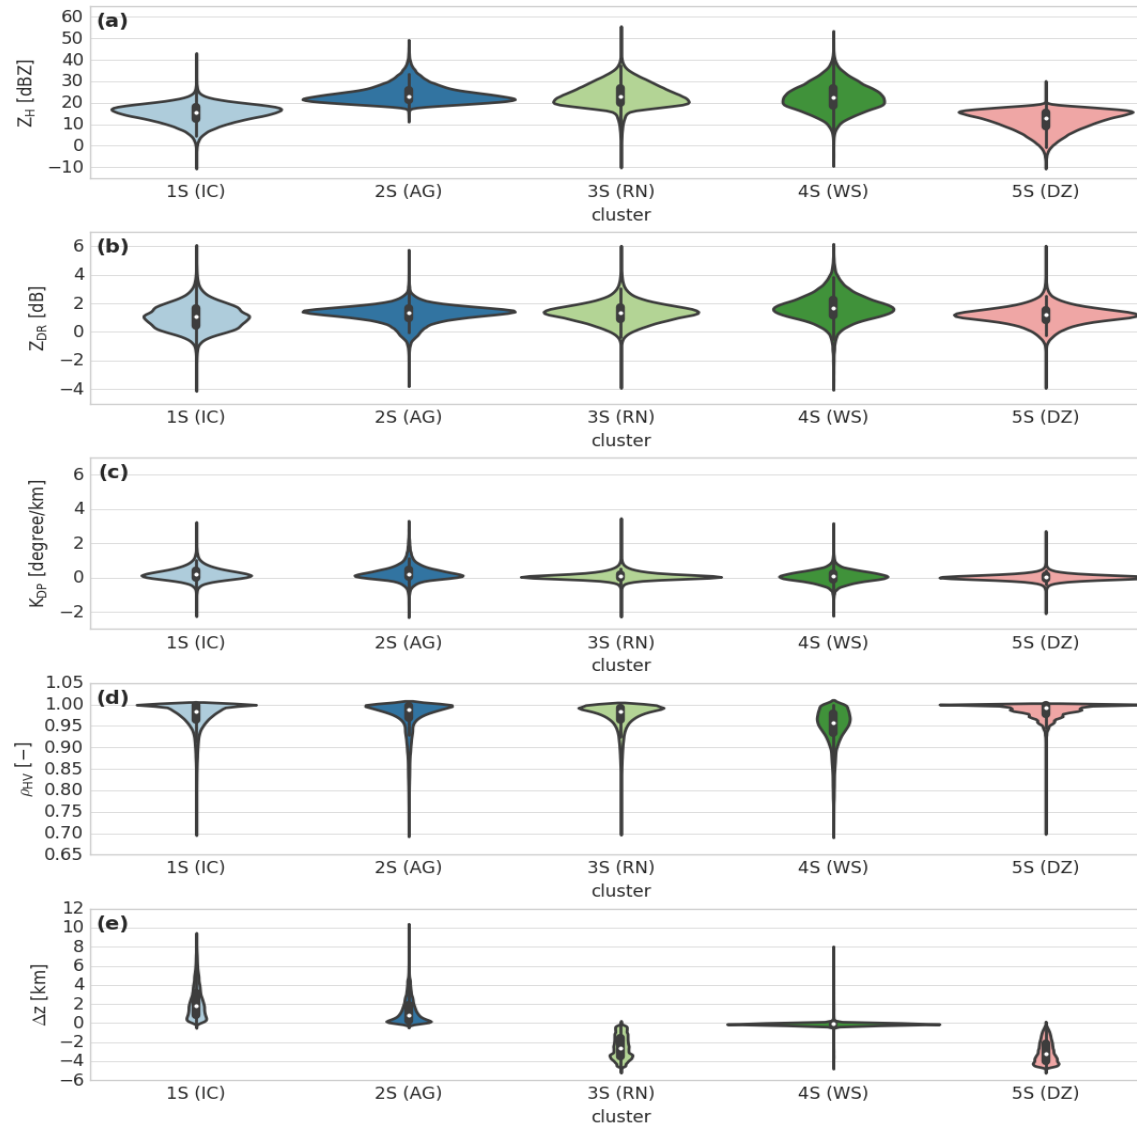 (a)
Z_H [dBZ]
60
50
40
30
20
10
0
−10
1S (IC) 2S (AG) 3S (RN) 4S (WS) 5S (DZ)
cluster
(b)
Z_DR [dB]
6
4
2
0
−2
−4
1S (IC) 2S (AG) 3S (RN) 4S (WS) 5S (DZ)
cluster
(c)
K_DP [degree/km]
6
4
2
0
−2
1S (IC) 2S (AG) 3S (RN) 4S (WS) 5S (DZ)
cluster
(d)
ρ_HV [−]
1.05
1.00
0.95
0.90
0.85
0.80
0.75
0.70
0.65
1S (IC) 2S (AG) 3S (RN) 4S (WS) 5S (DZ)
cluster
(e)
Δz [km]
12
10
8
6
4
2
0
−2
−4
−6
1S (IC) 2S (AG) 3S (RN) 4S (WS) 5S (DZ)
cluster